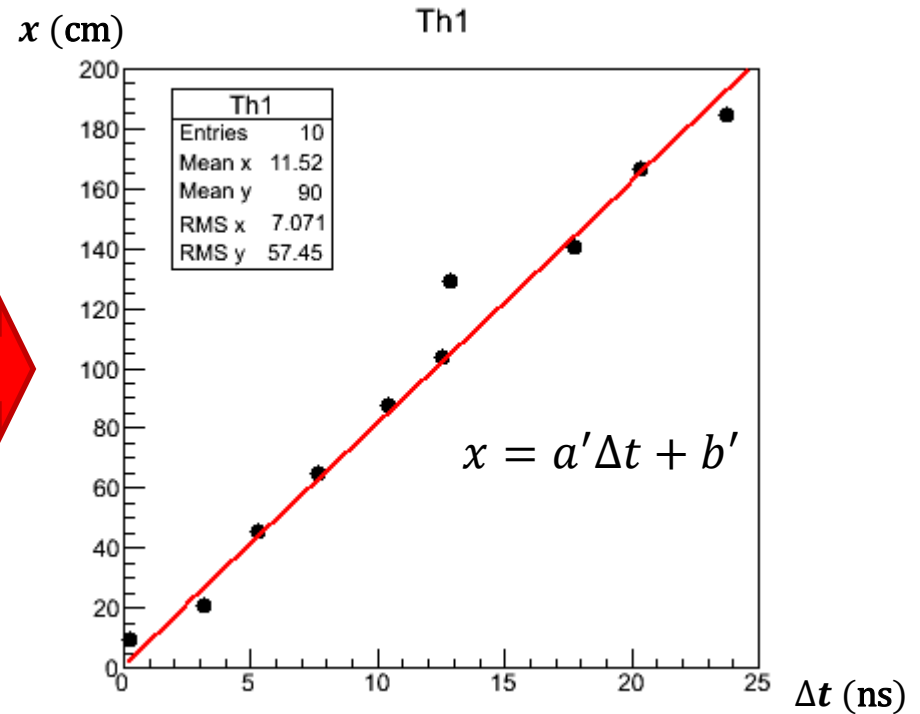 Th1
x (cm)
200
180
160
140
120
100
80
60
40
20
0
Th1
Entries 10
Mean x 11.52
Mean y 90
RMS x 7.071
RMS y 57.45
x = a′Δt + b′
0 5 10 15 20 25
Δt (ns)